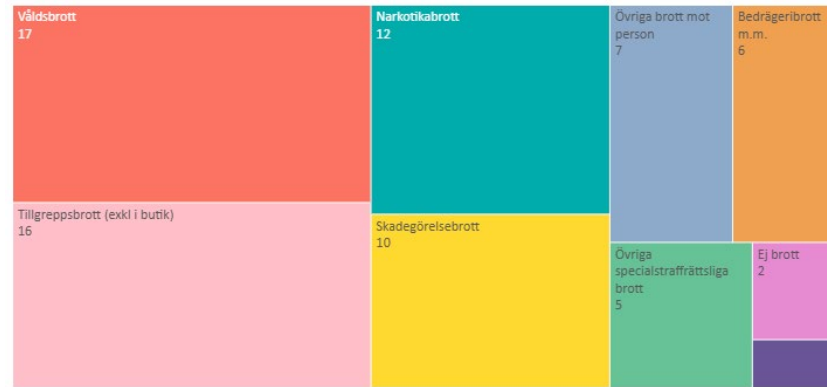 Våldsbrott
17
Narkotikabrott
12
Övriga brott mot
person
7
Bedrägeribrott
m.m.
6
Tillgreppsbrott (exkl i butik)
16
Skadegörelsebrott
10
Övriga
specialstraffrättsliga
brott
5
Ej brott
2